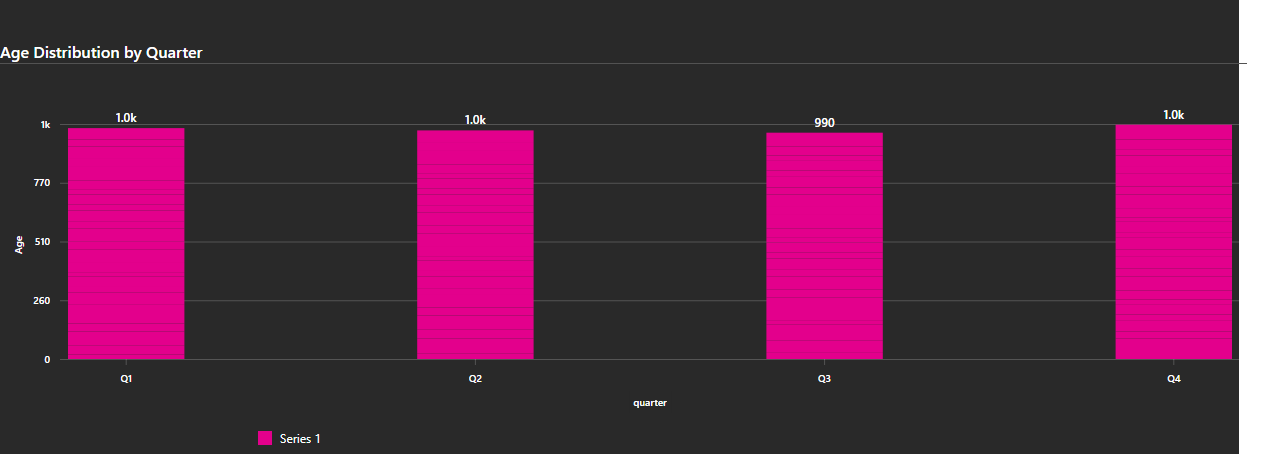 Age Distribution by Quarter
1.0k
1.0k
990
1.0k
1k
770
510
260
0
Age
Q1
Q2
Q3
Q4
quarter
Series 1